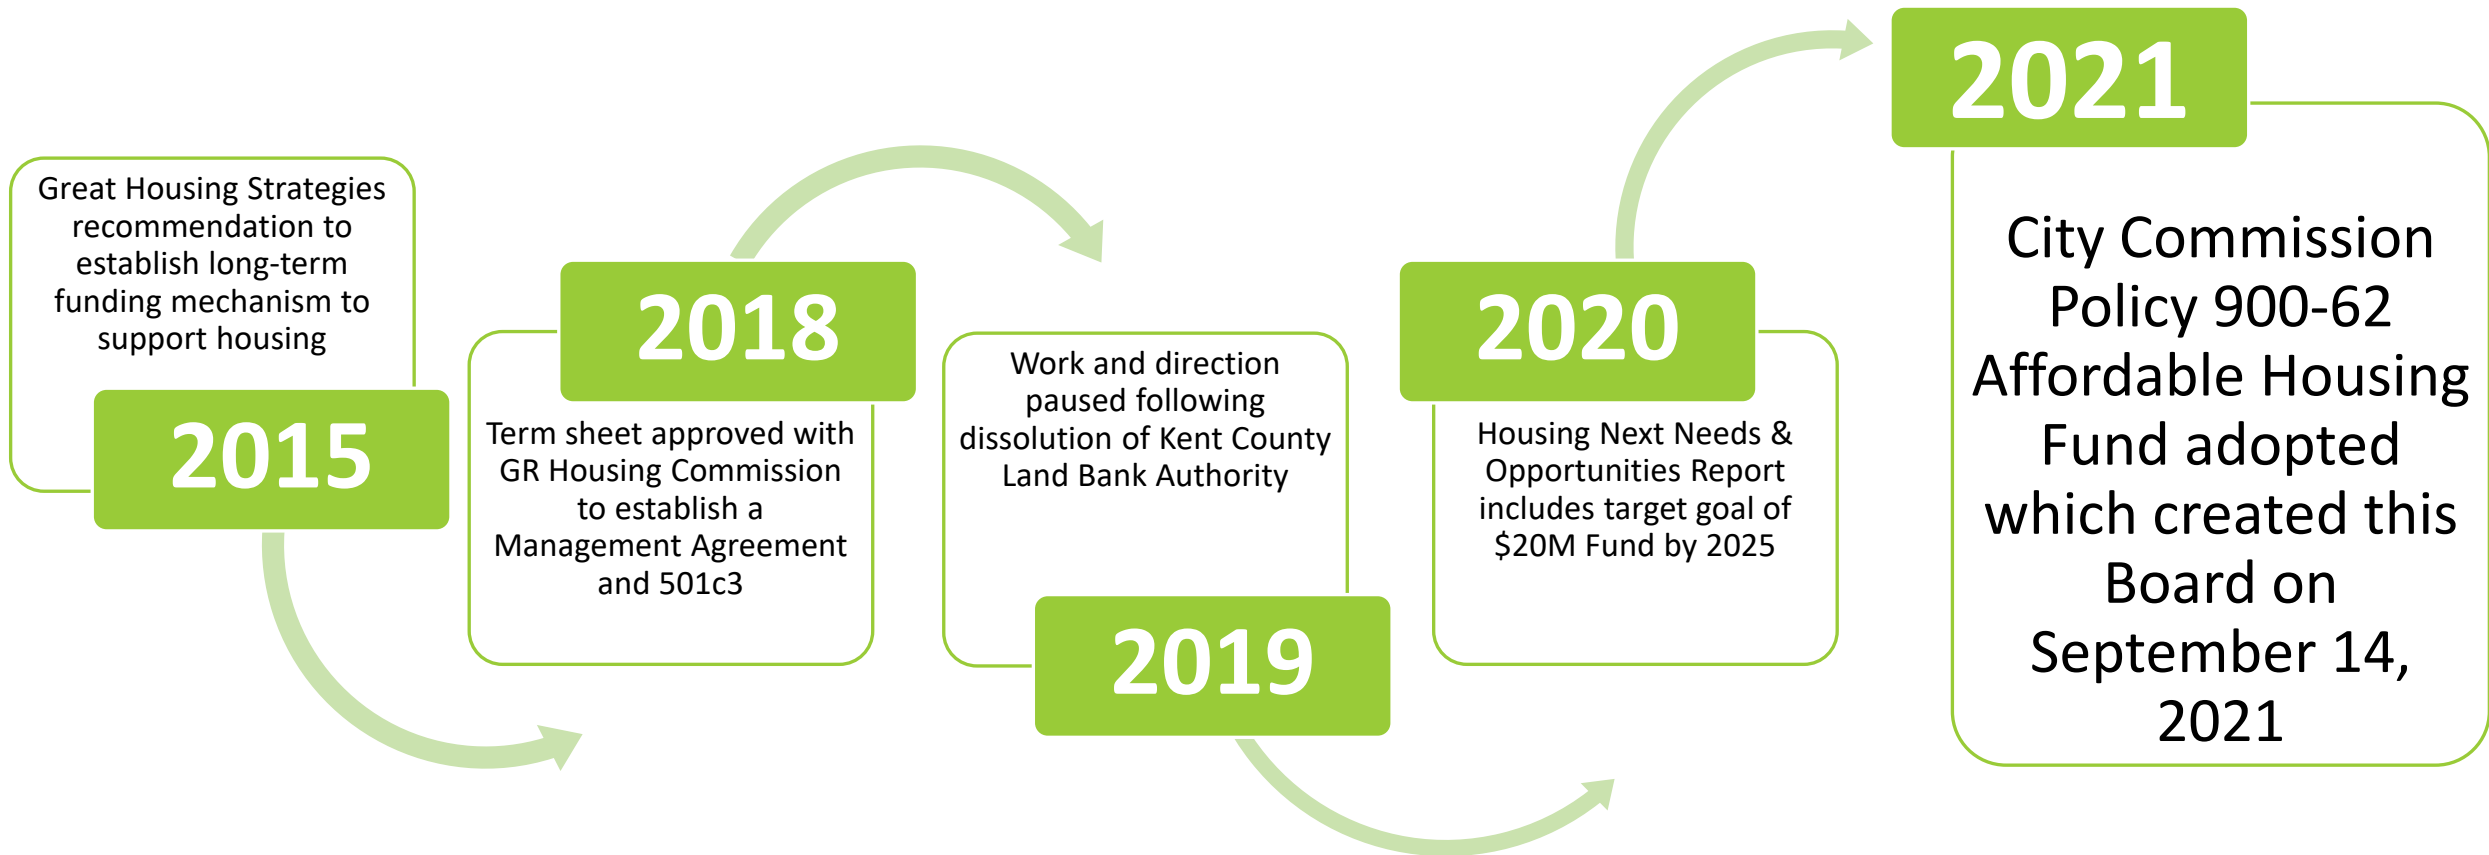 Great Housing Strategies
recommendation to
establish long-term
funding mechanism to
support housing
2015
2018
Term sheet approved with
GR Housing Commission
to establish a
Management Agreement
and 501c3
Work and direction
paused following
dissolution of Kent County
Land Bank Authority
2019
2020
Housing Next Needs &
Opportunities Report
includes target goal of
$20M Fund by 2025
2021
City Commission
Policy 900-62
Affordable Housing
Fund adopted
which created this
Board on
September 14,
2021